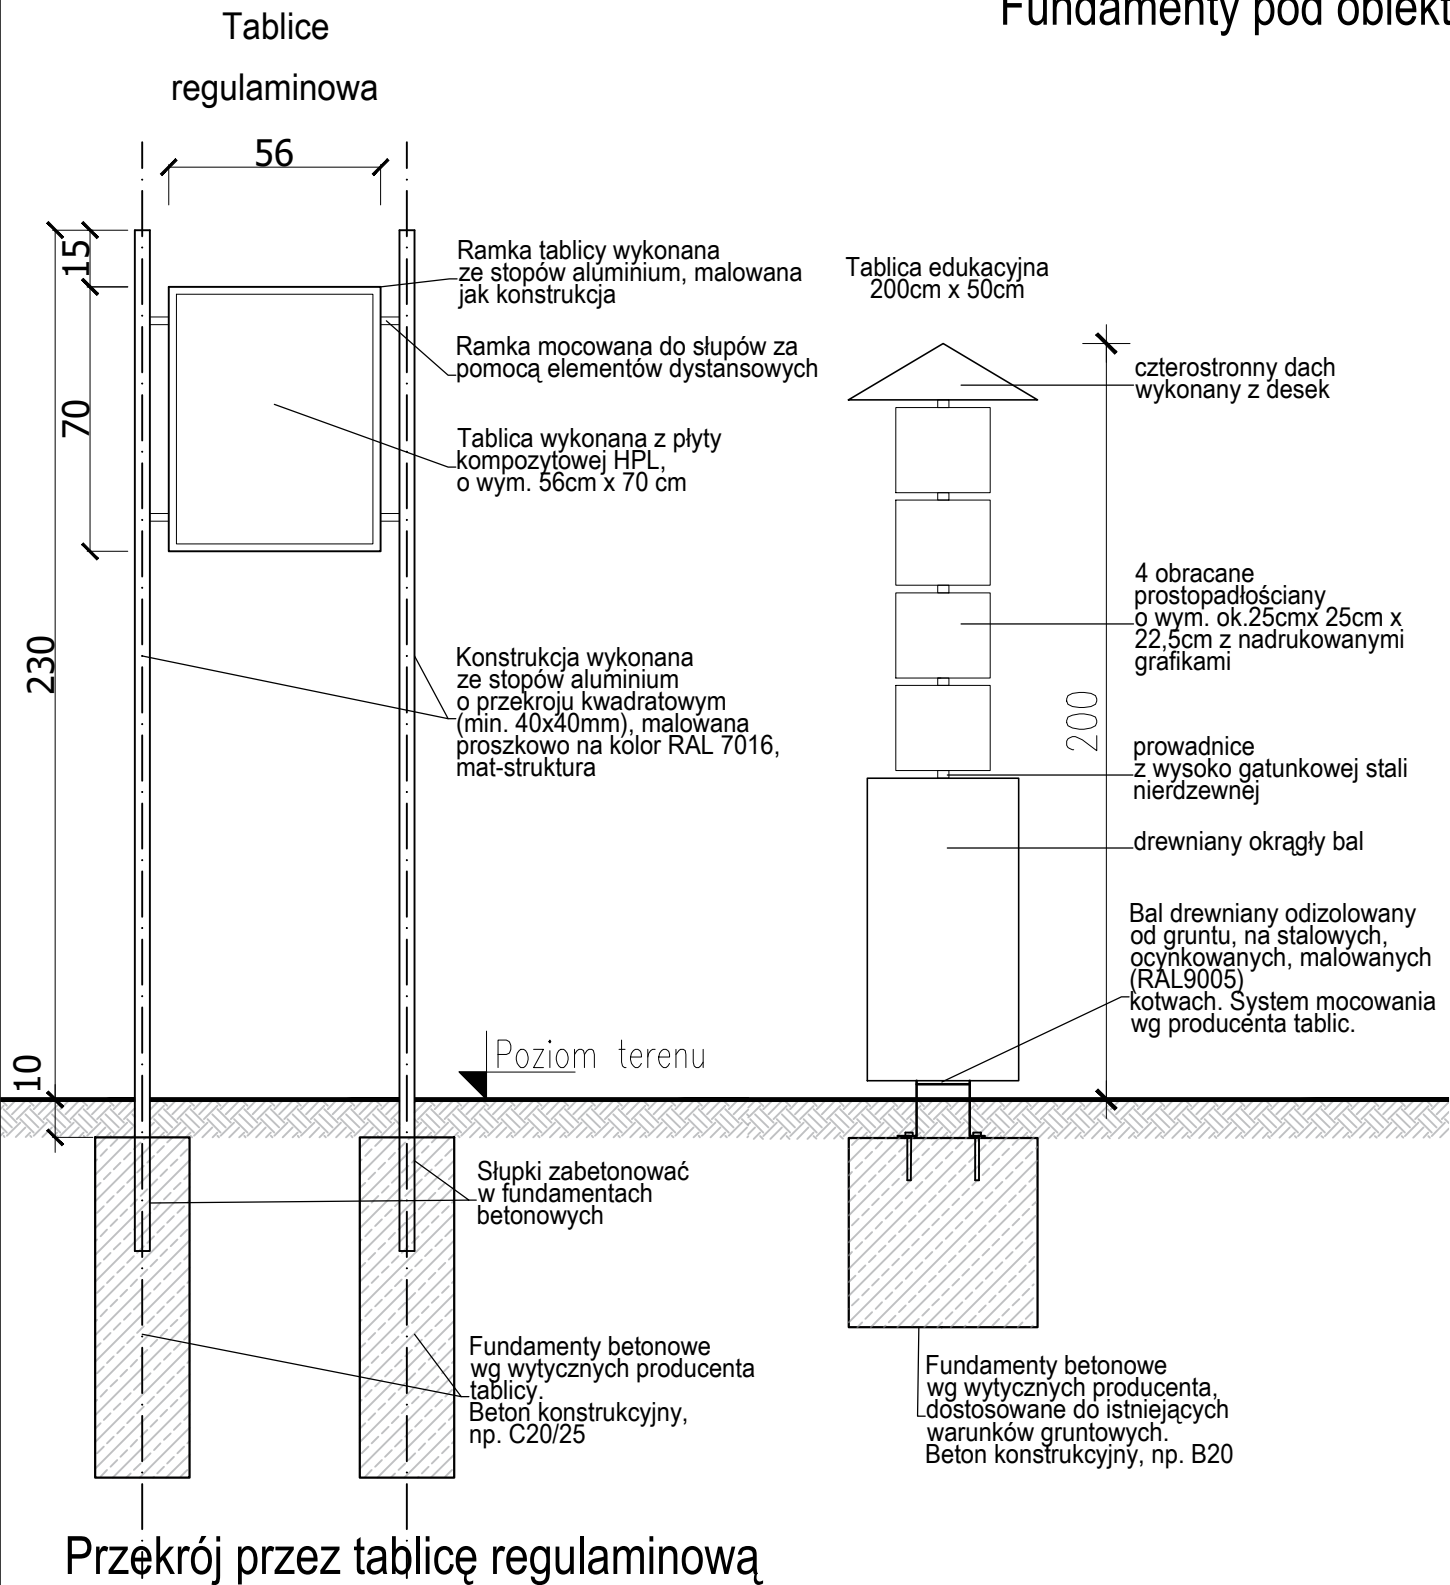 Fundamenty pod obiekt
Tablice
regulaminowa
56
15
70
230
10
Ramka tablicy wykonana
ze stopów aluminium, malowana
jak konstrukcja
Ramka mocowana do słupów za
pomocą elementów dystansowych
Tablica wykonana z płyty
kompozytowej HPL,
o wym. 56cm x 70 cm
Konstrukcja wykonana
ze stopów aluminium
o przekroju kwadratowym
(min. 40x40mm), malowana
proszkowo na kolor RAL 7016,
mat-struktura
Poziom terenu
Słupki zabetonować
w fundamentach
betonowych
Fundamenty betonowe
wg wytycznych producenta
tablicy.
Beton konstrukcyjny,
np. C20/25
Przekrój przez tablicę regulaminową
Tablica edukacyjna
200cm x 50cm
czterostronny dach
wykonany z desek
4 obracane
prostopadłościany
o wym. ok.25cmx 25cm x
22,5cm z nadrukowanymi
grafikami
200
prowadnice
z wysoko gatunkowej stali
nierdzewnej
drewniany okrągły bal
Bal drewniany odizolowany
od gruntu, na stalowych,
ocynkowanych, malowanych
(RAL9005)
kotwach. System mocowania
wg producenta tablic.
Fundamenty betonowe
wg wytycznych producenta,
dostosowane do istniejących
warunków gruntowych.
Beton konstrukcyjny, np. B20